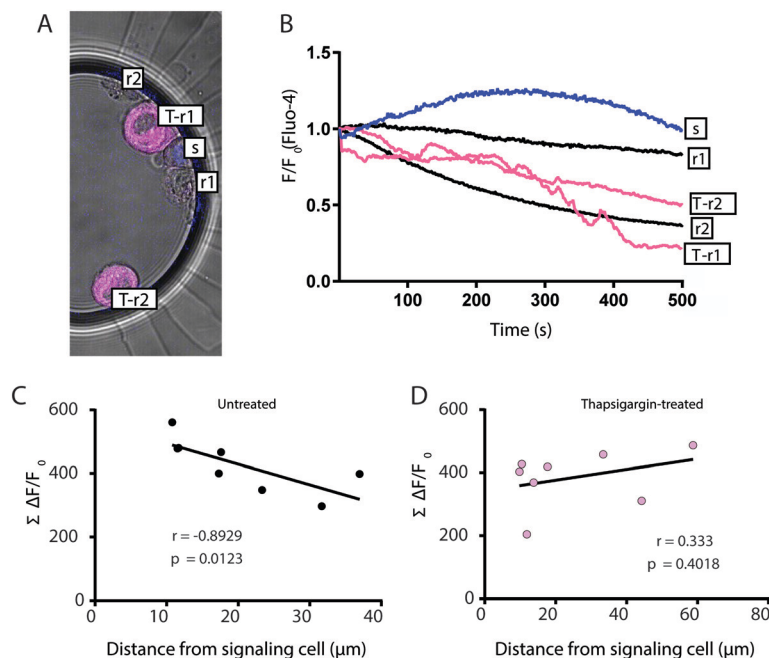 A
r2
T-r1
s
r1
T-r2
B
F/F0(Fluo-4)
1.5
1.0
0.5
0.0
100
200
300
400
500
Time (s)
s
r1
T-r2
r2
T-r1
C
Untreated
Σ ΔF/F0
600
400
200
0
0
10
20
30
40
r = -0.8929
p = 0.0123
Distance from signaling cell (μm)
D
Thapsigargin-treated
Σ ΔF/F0
600
400
200
0
0
20
40
60
80
r = 0.333
p = 0.4018
Distance from signaling cell (μm)